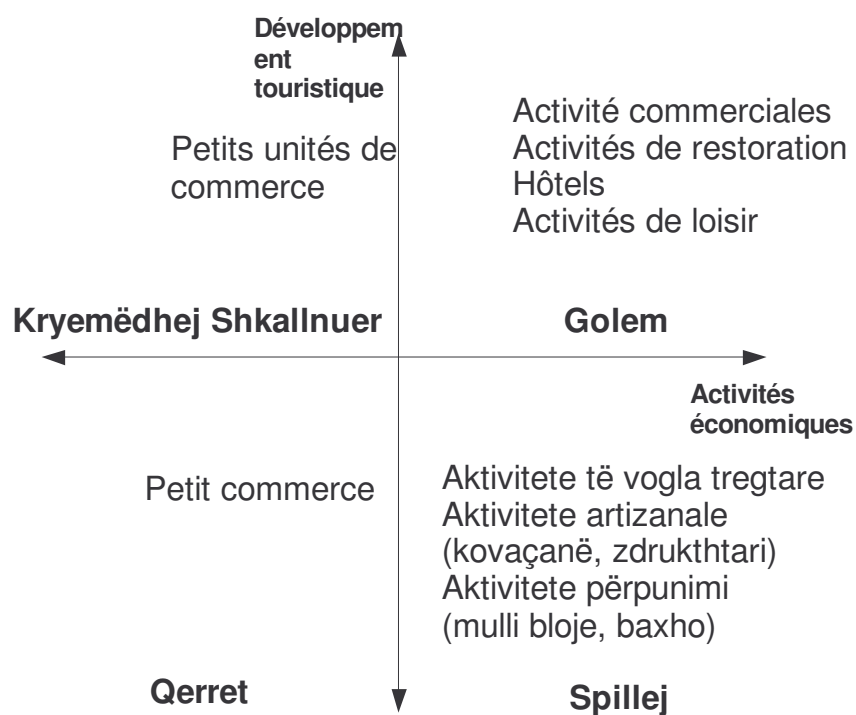 Développem
ent
touristique
Petits unités de
commerce
Activité commerciales
Activités de restoration
Hôtels
Activités de loisir
Kryemëdhej Shkallnuer
Golem
Activités
économiques
Petit commerce
Aktivitete të vogla tregtare
Aktivitete artizanale
(kovaçanë, zdrukthtari)
Aktivitete përpunimi
(mulli bloje, baxho)
Qerret
Spillej